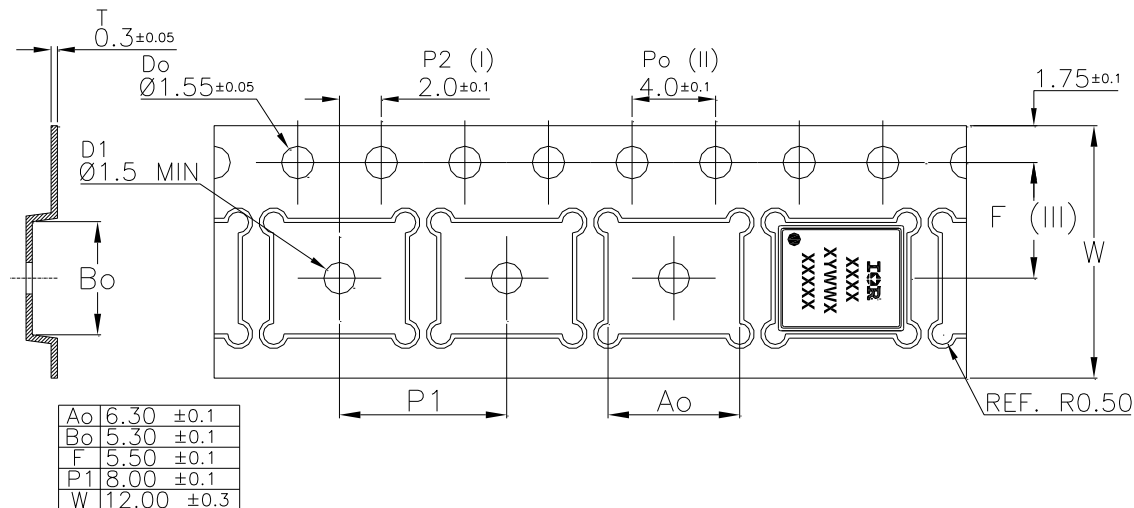 T
0.3±0.05
Do
Ø1.55±0.05
P2 (I)
2.0±0.1
Po (II)
4.0±0.1
1.75±0.1
D1
Ø1.5 MIN
F (III)
W
Bo
IOR
XXXX
XYWWX
XXXXX
P1
Ao
REF. R0.50
Ao 6.30 ±0.1
Bo 5.30 ±0.1
F 5.50 ±0.1
P1 8.00 ±0.1
W 12.00 ±0.3